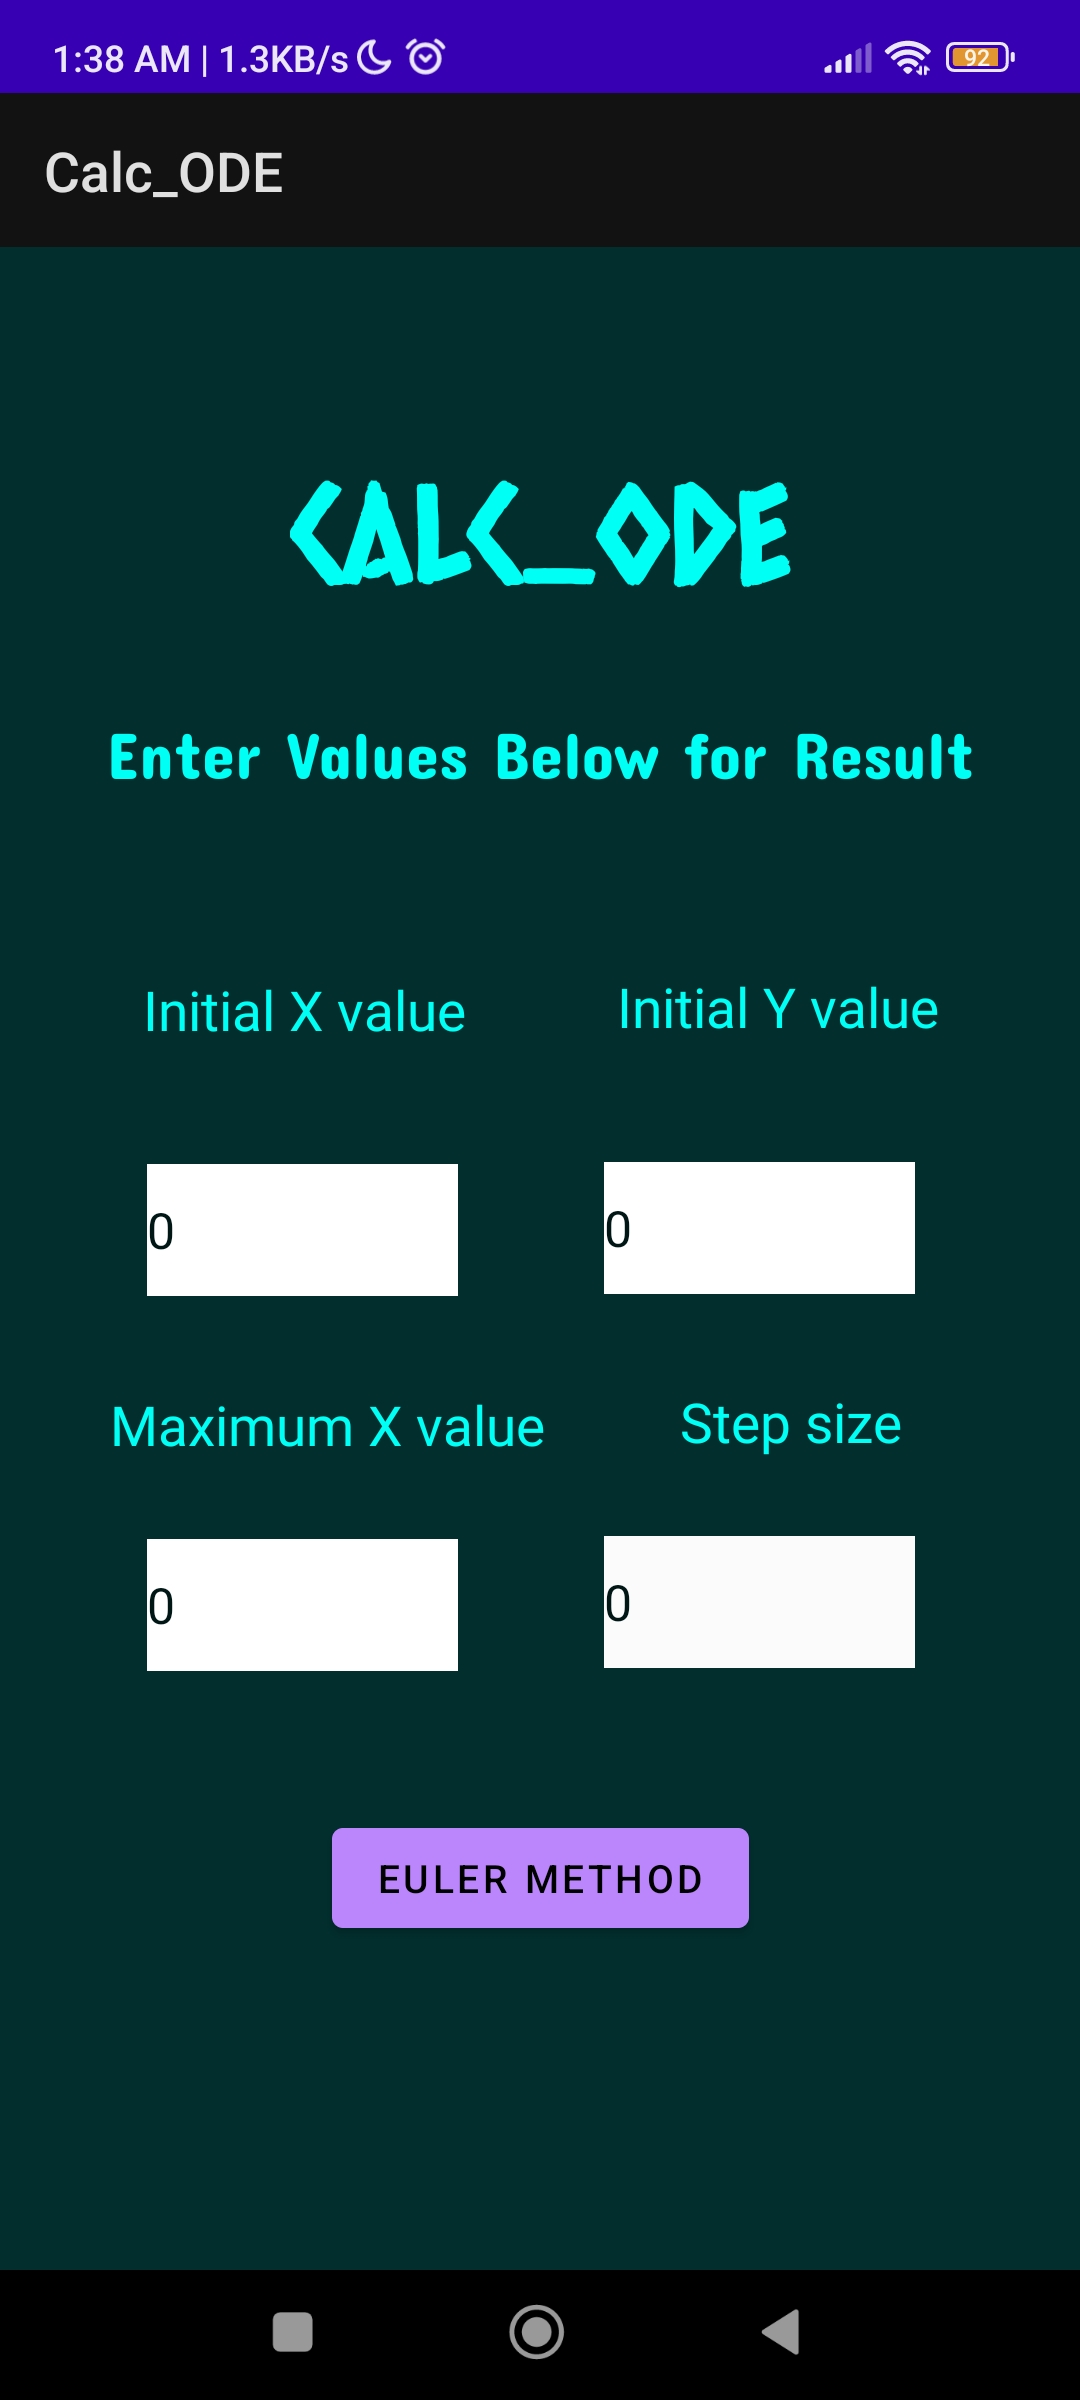 1:38 AM | 1.3KB/s 92
Calc_ODE
CALC_ODE
Enter Values Below for Result
Initial X value Initial Y value
0 0
Maximum X value Step size
0 0
EULER METHOD